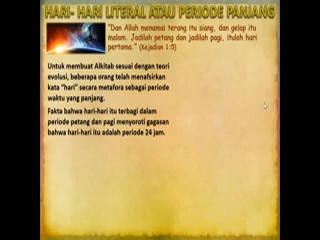 HARI- HARI LITERAL ATAU PERIODE PANJANG
"Dan Allah menamai terang itu siang, dan gelap itu
malam. Jadilah petang dan jadilah pagi, itulah hari
pertama." (Kejadian 1:5)
Untuk membuat Alkitab sesuai dengan teori
evolusi, beberapa orang telah menafsirkan
kata "hari" secara metafora sebagai periode
waktu yang panjang.
Fakta bahwa hari-hari itu terbagi dalam
periode petang dan pagi menyoroti gagasan
bahwa hari-hari itu adalah periode 24 jam.